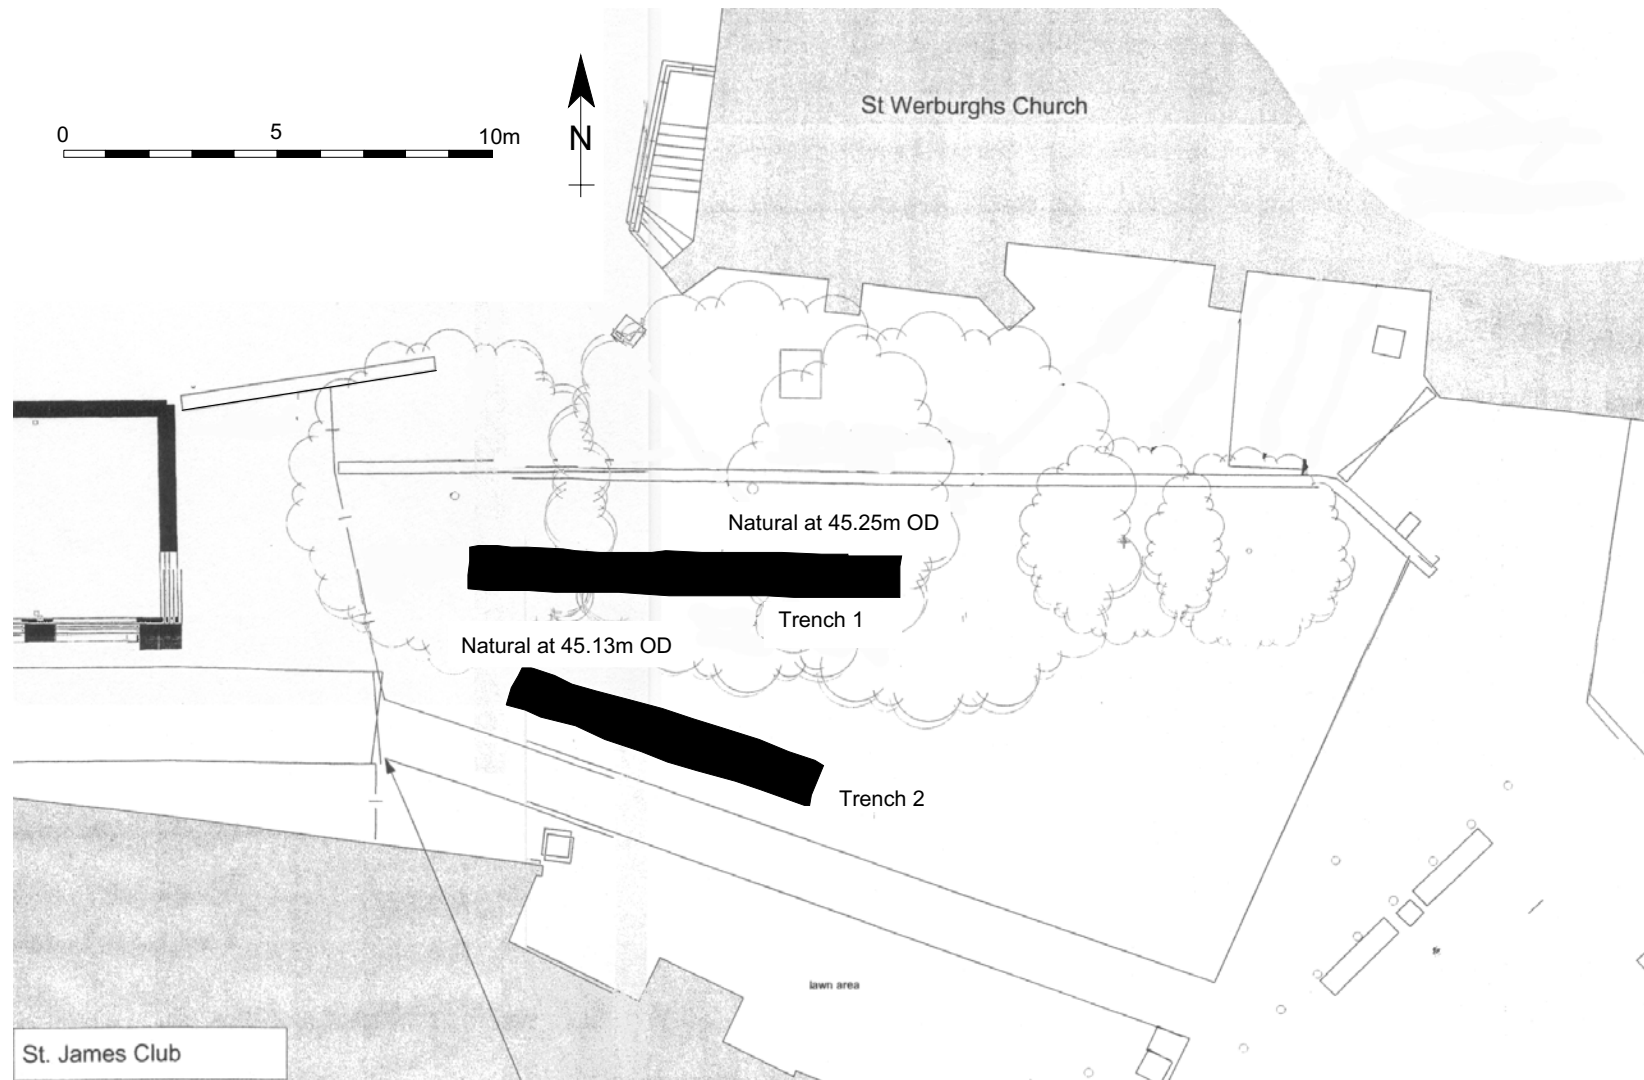 St Werburghs Church
0 5 10m
N
Natural at 45.25m OD
Trench 1
Natural at 45.13m OD
Trench 2
lawn area
St. James Club